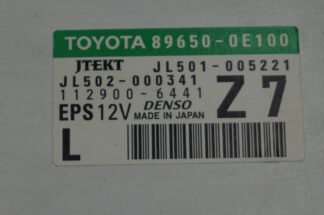 TOYOTA 89650-0E100
JTEKT JL501-005221
JL502-000341
112900-6441
EPS12V DENSO MADE IN JAPAN Z7
L